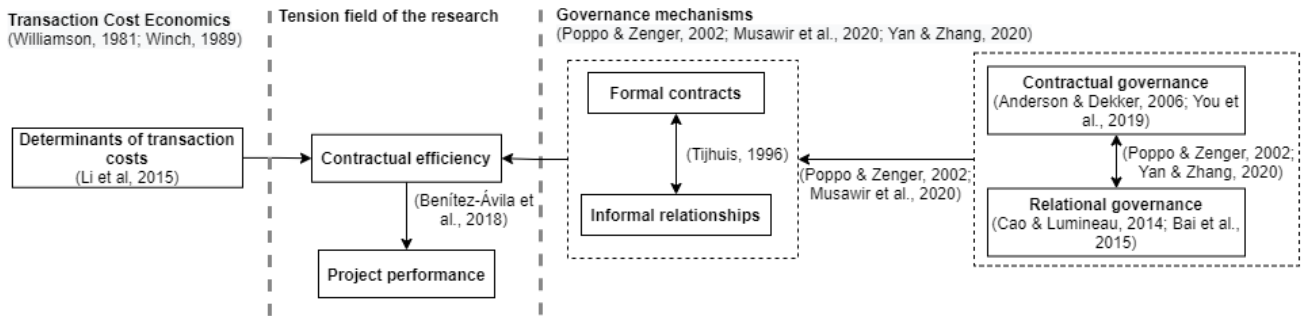 Transaction Cost Economics
(Williamson, 1981; Winch, 1989)
Tension field of the research
Governance mechanisms
(Poppo & Zenger, 2002; Musawir et al., 2020; Yan & Zhang, 2020)
Determinants of transaction
costs
(Li et al, 2015)
Contractual efficiency
(Benítez-Ávila et
al., 2018)
Project performance
Formal contracts
(Tijhuis, 1996)
Informal relationships
(Poppo & Zenger, 2002;
Musawir et al., 2020)
Contractual governance
(Anderson & Dekker, 2006; You et
al., 2019)
(Poppo & Zenger, 2002;
Yan & Zhang, 2020)
Relational governance
(Cao & Lumineau, 2014; Bai et al.,
2015)